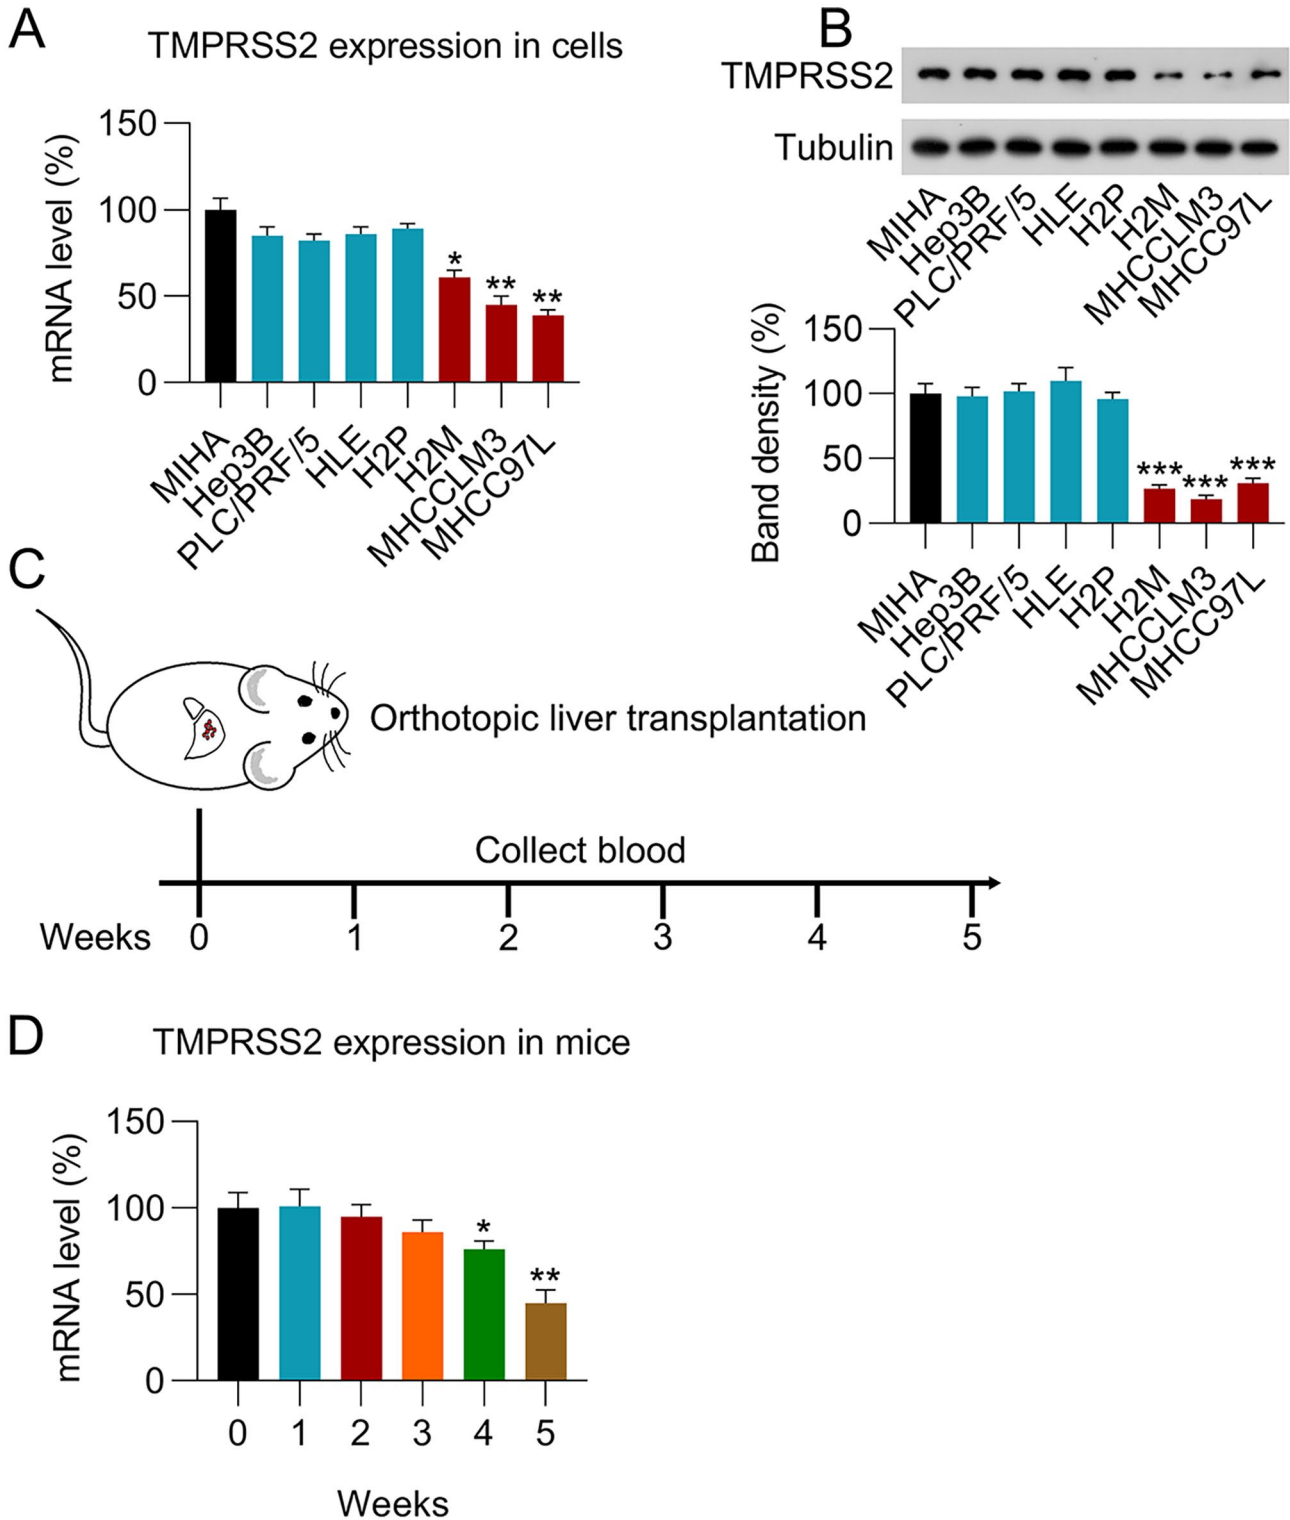 A
TMPRSS2 expression in cells
mRNA level (%)
150
100
50
0
*
**
**
MIHA
Hep3B
PLC/PRF/5
HLE
H2P
H2M
MHCCLM3
MHCC97L
B
TMPRSS2
Tubulin
MIHA
Hep3B
PLC/PRF/5
HLE
H2P
H2M
MHCCLM3
MHCC97L
Band density (%)
150
100
50
0
***
***
***
MIHA
Hep3B
PLC/PRF/5
HLE
H2P
H2M
MHCCLM3
MHCC97L
C
Orthotopic liver transplantation
Collect blood
Weeks 0 1 2 3 4 5
D
TMPRSS2 expression in mice
mRNA level (%)
150
100
50
0
*
**
0 1 2 3 4 5
Weeks